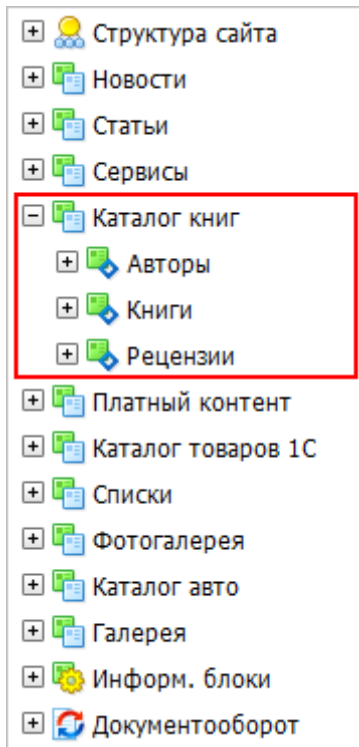 Структура сайта
Новости
Статьи
Сервисы
Каталог книг
Авторы
Книги
Рецензии
Платный контент
Каталог товаров 1С
Списки
Фотогалерея
Каталог авто
Галерея
Информ. блоки
Документооборот